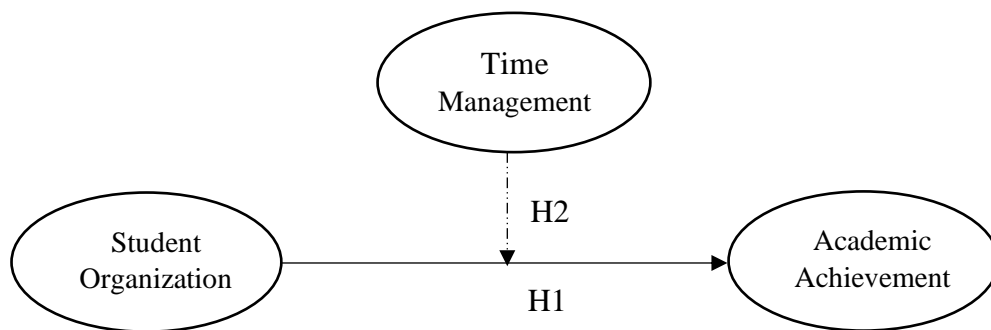 Time
Management
H2
Student
Organization
Academic
Achievement
H1